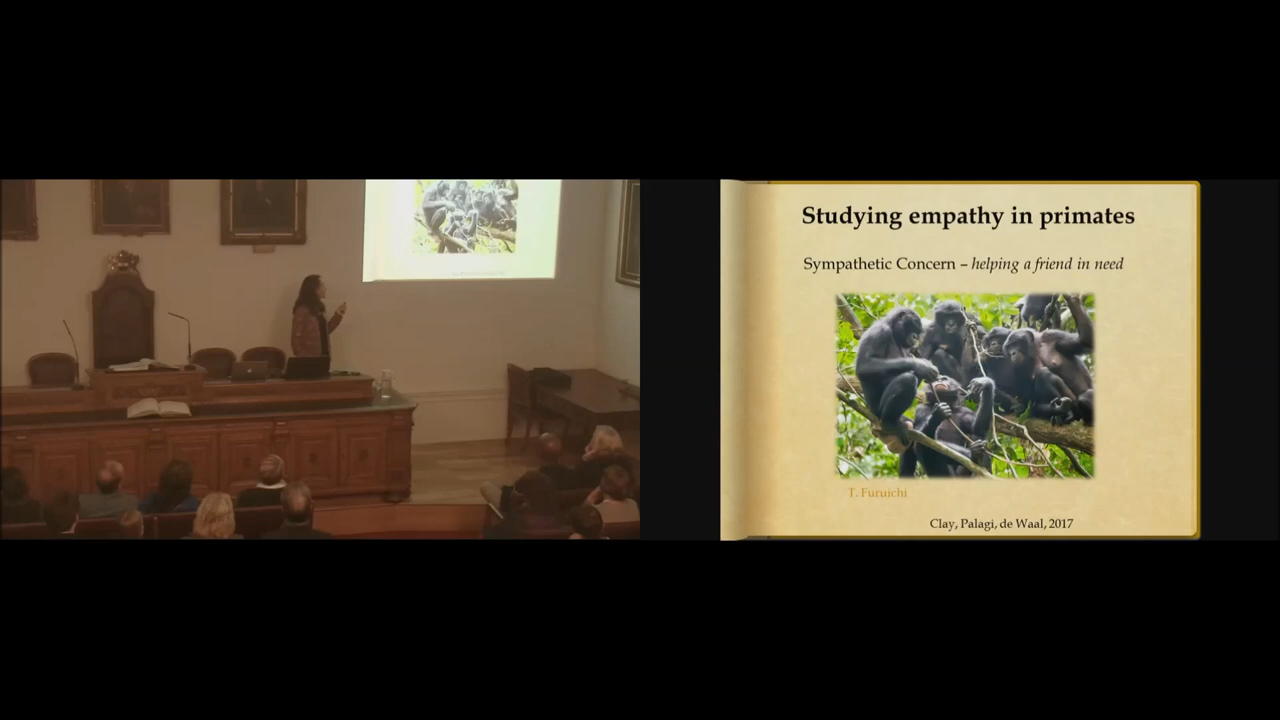 Studying empathy in primates
Sympathetic Concern – helping a friend in need
T. Furuichi
Clay, Palagi, de Waal, 2017